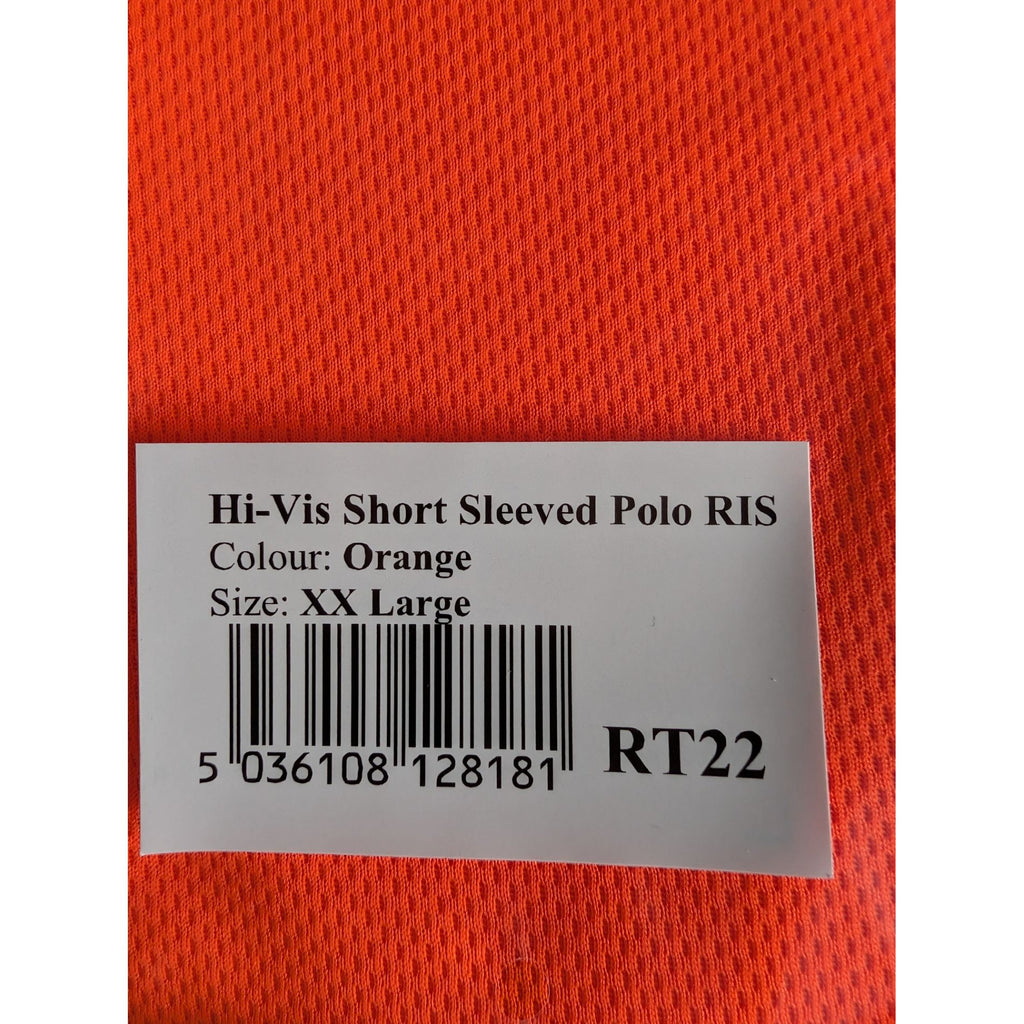 Hi-Vis Short Sleeved Polo RIS
Colour: Orange
Size: XX Large
5 036108 128181
RT22